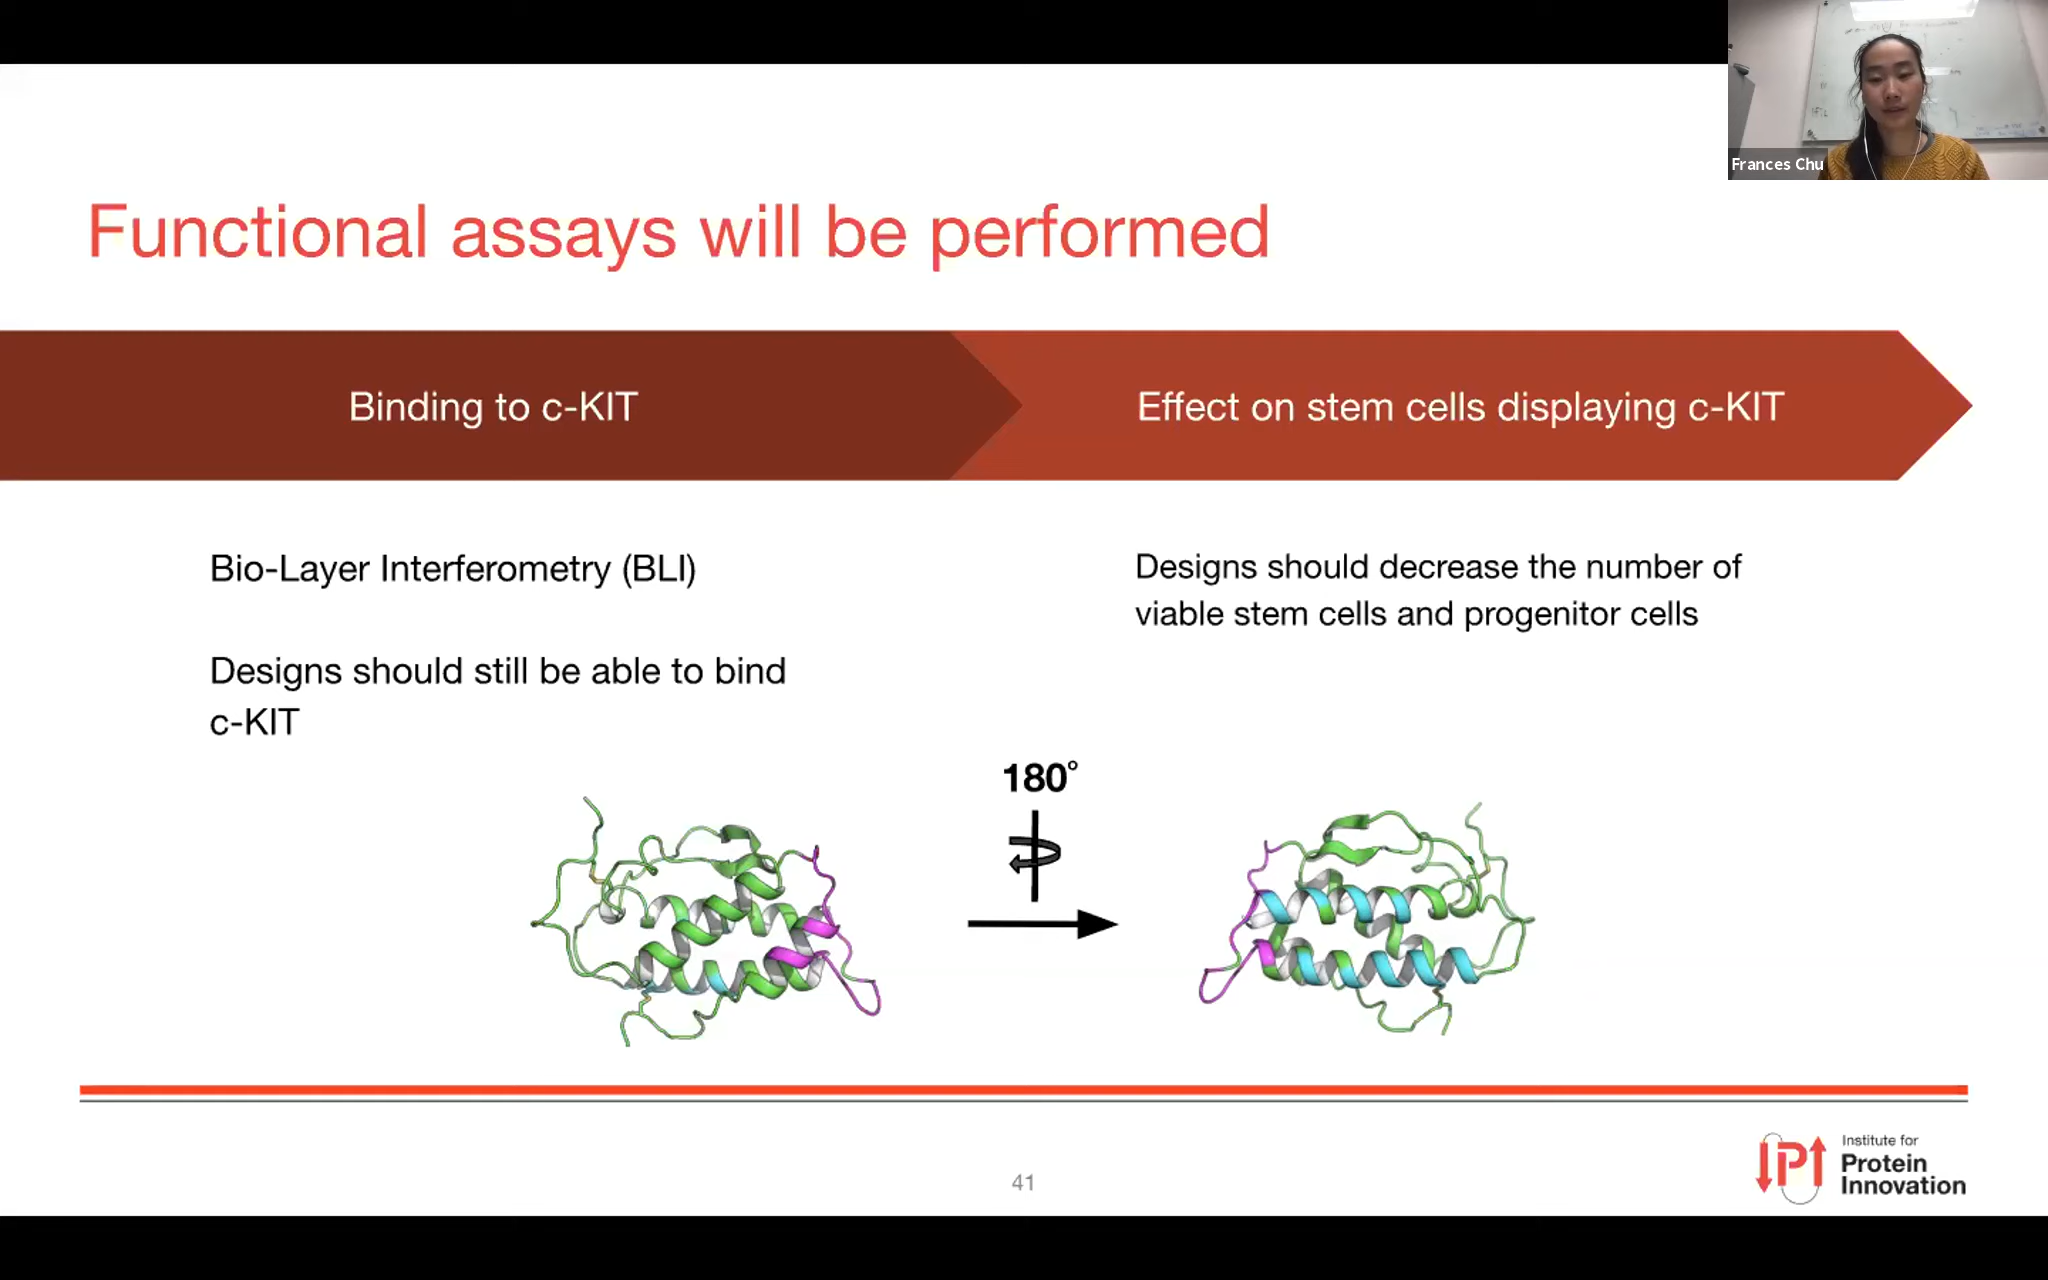 Frances Chu
Functional assays will be performed
Binding to c-KIT
Effect on stem cells displaying c-KIT
Bio-Layer Interferometry (BLI)
Designs should still be able to bind
c-KIT
Designs should decrease the number of
viable stem cells and progenitor cells
180°
41
IPI
Institute for
Protein
Innovation